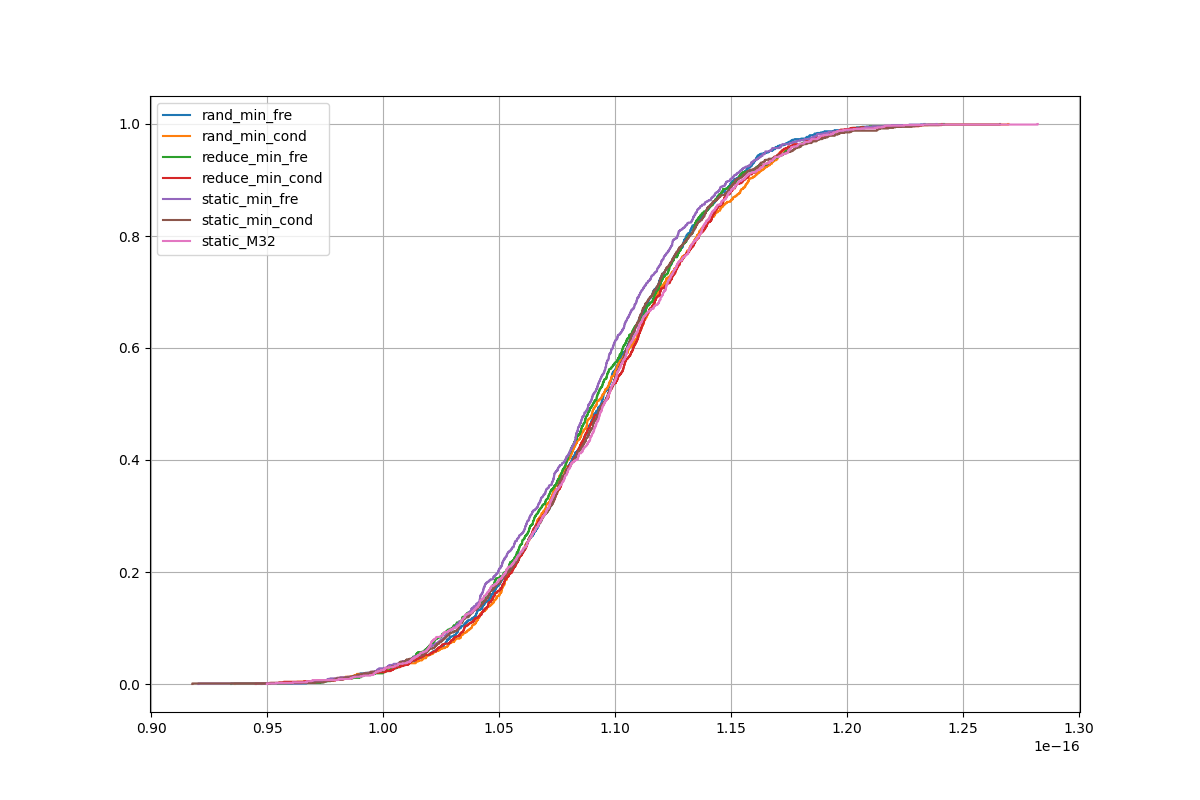 rand_min_fre
rand_min_cond
reduce_min_fre
reduce_min_cond
static_min_fre
static_min_cond
static_M32
1.0
0.8
0.6
0.4
0.2
0.0
0.90 0.95 1.00 1.05 1.10 1.15 1.20 1.25 1.30
1e−16